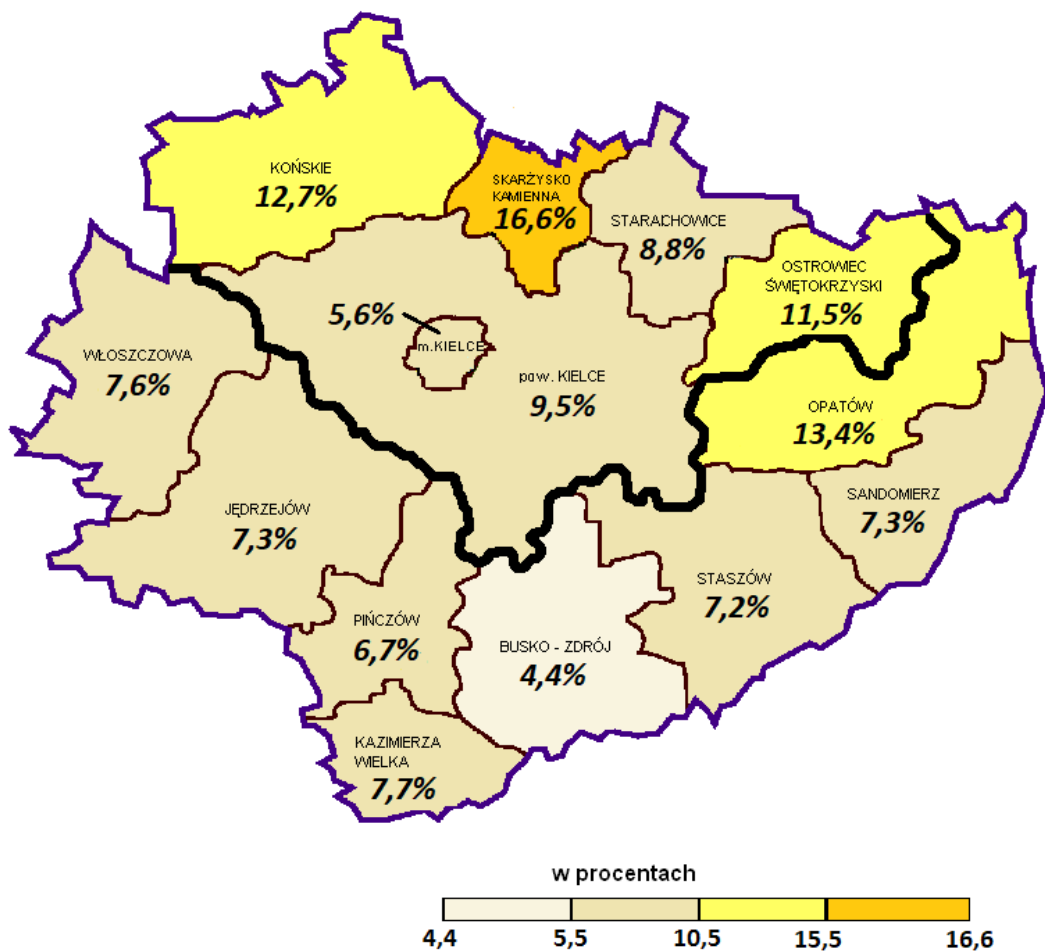 KOŃSKIE
12,7%
SKARŻYSKO
KAMIENNA
16,6%
STARACHOWICE
8,8%
OSTROWIEC
ŚWIĘTOKRZYSKI
11,5%
5,6%
m.KIELCE
WŁOSZCZOWA
7,6%
pow. KIELCE
9,5%
OPATÓW
13,4%
JĘDRZEJÓW
7,3%
SANDOMIERZ
7,3%
STASZÓW
7,2%
PIŃCZÓW
6,7%
BUSKO - ZDRÓJ
4,4%
KAZIMIERZA
WIELKA
7,7%
w procentach
4,4 5,5 10,5 15,5 16,6